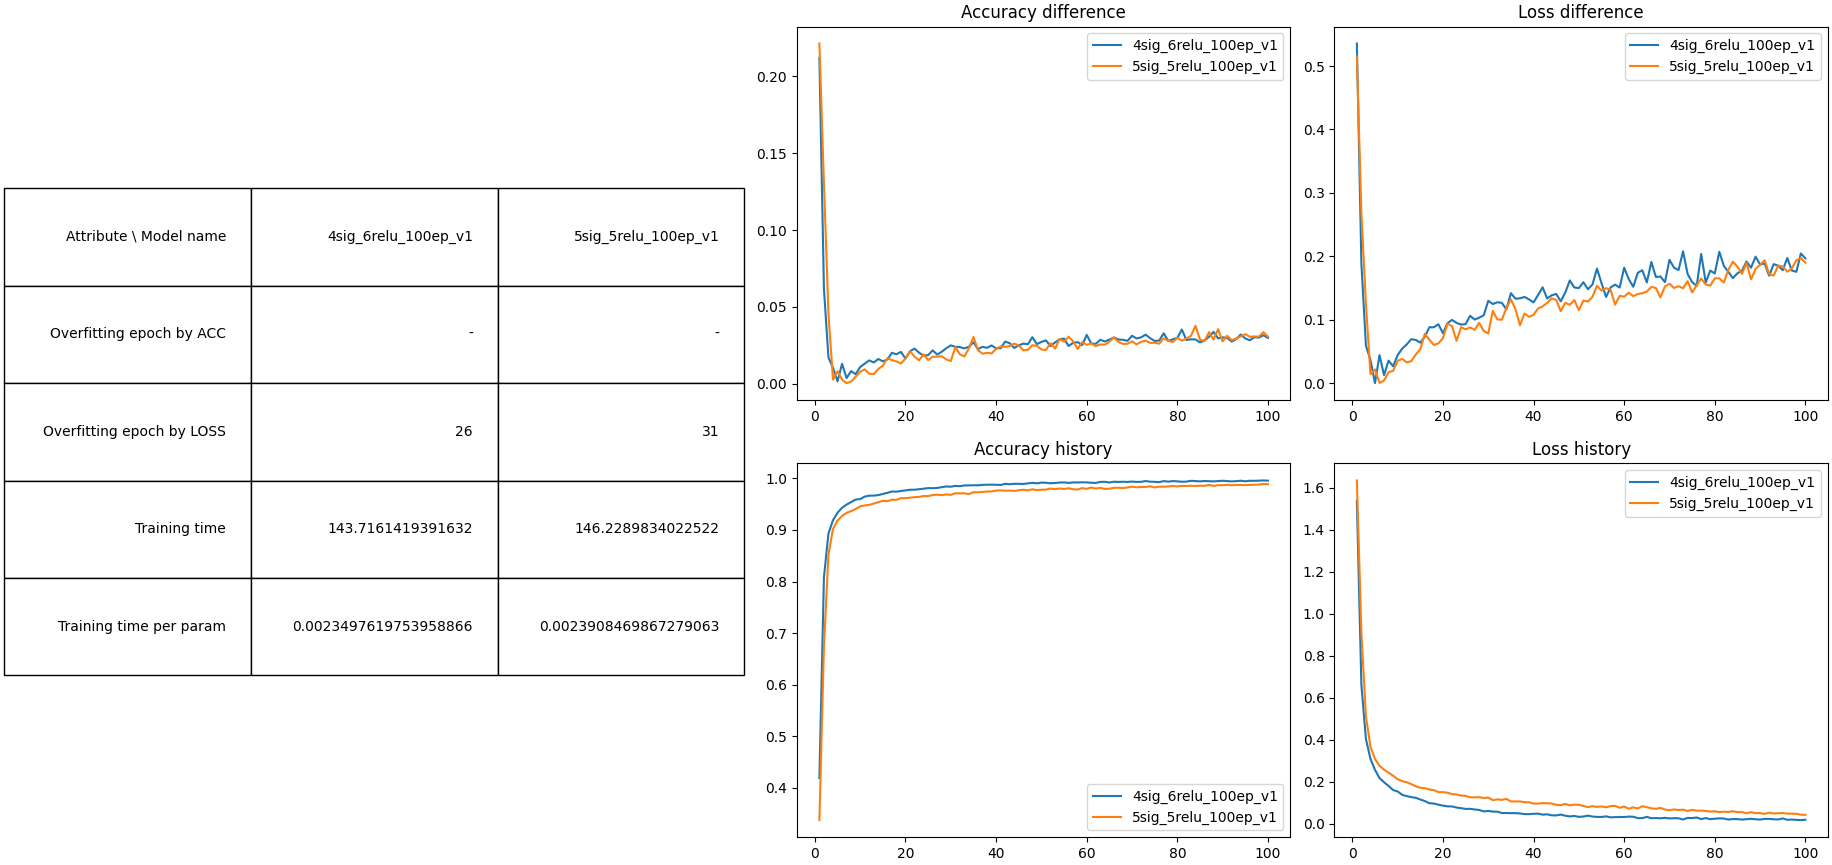 Attribute \ Model name 4sig_6relu_100ep_v1 5sig_5relu_100ep_v1
Overfitting epoch by ACC - -
Overfitting epoch by LOSS 26 31
Training time 143.7161419391632 146.2289834022522
Training time per param 0.0023497619753958866 0.0023908469867279063
Accuracy difference
4sig_6relu_100ep_v1
5sig_5relu_100ep_v1
0.20
0.15
0.10
0.05
0.00
0 20 40 60 80 100
Loss difference
4sig_6relu_100ep_v1
5sig_5relu_100ep_v1
0.5
0.4
0.3
0.2
0.1
0.0
0 20 40 60 80 100
Accuracy history
1.0
0.9
0.8
0.7
0.6
0.5
0.4
4sig_6relu_100ep_v1
5sig_5relu_100ep_v1
0 20 40 60 80 100
Loss history
4sig_6relu_100ep_v1
5sig_5relu_100ep_v1
1.6
1.4
1.2
1.0
0.8
0.6
0.4
0.2
0.0
0 20 40 60 80 100